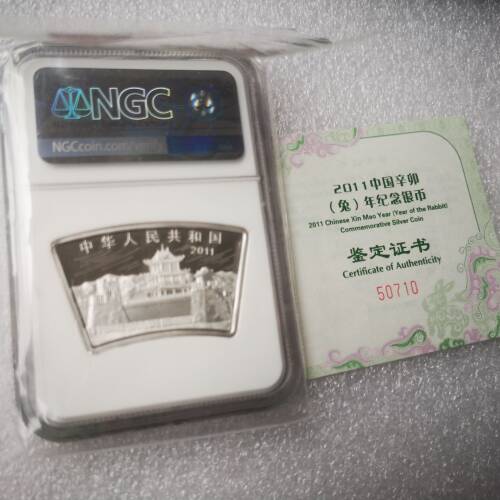 NGC
NGCcoin.com
中华人民共和国
2011
2011中国辛卯
(兔)年纪念银币
2011 Chinese Xin Mao Year (Year of the Rabbit)
Commemorative Silver Coin
鉴定证书
Certificate of Authenticity
50710